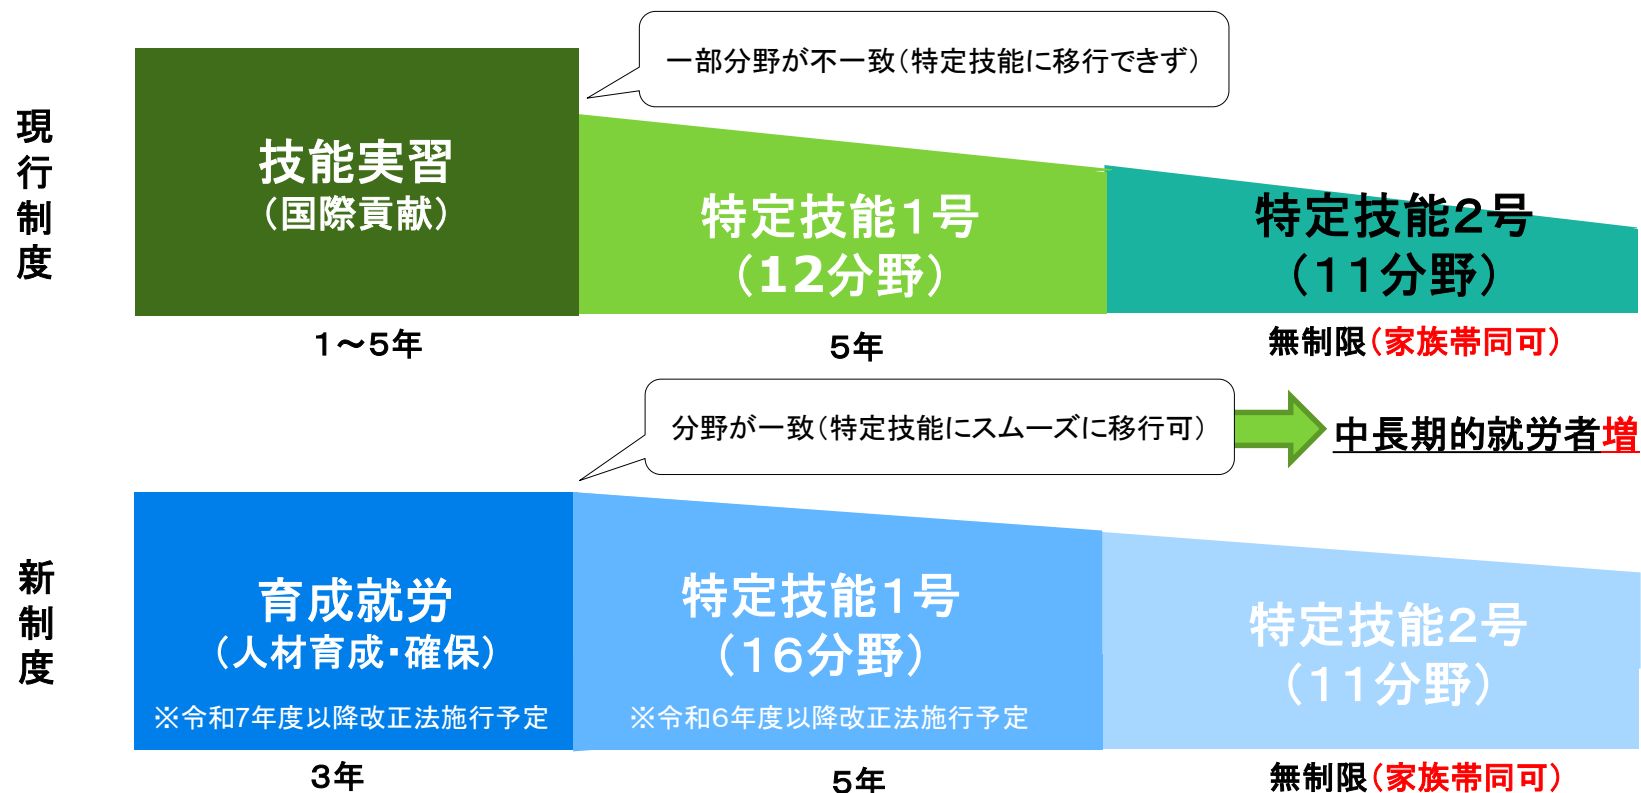 現行制度
一部分野が不一致（特定技能に移行できず）
技能実習
（国際貢献）
特定技能１号
（12分野）
特定技能２号
（１１分野）
１～５年
５年
無制限（家族帯同可）
分野が一致（特定技能にスムーズに移行可）
中長期的就労者増
新制度
育成就労
（人材育成・確保）
※令和7年度以降改正法施行予定
特定技能１号
（１６分野）
※令和６年度以降改正法施行予定
特定技能２号
（１１分野）
３年
５年
無制限（家族帯同可）